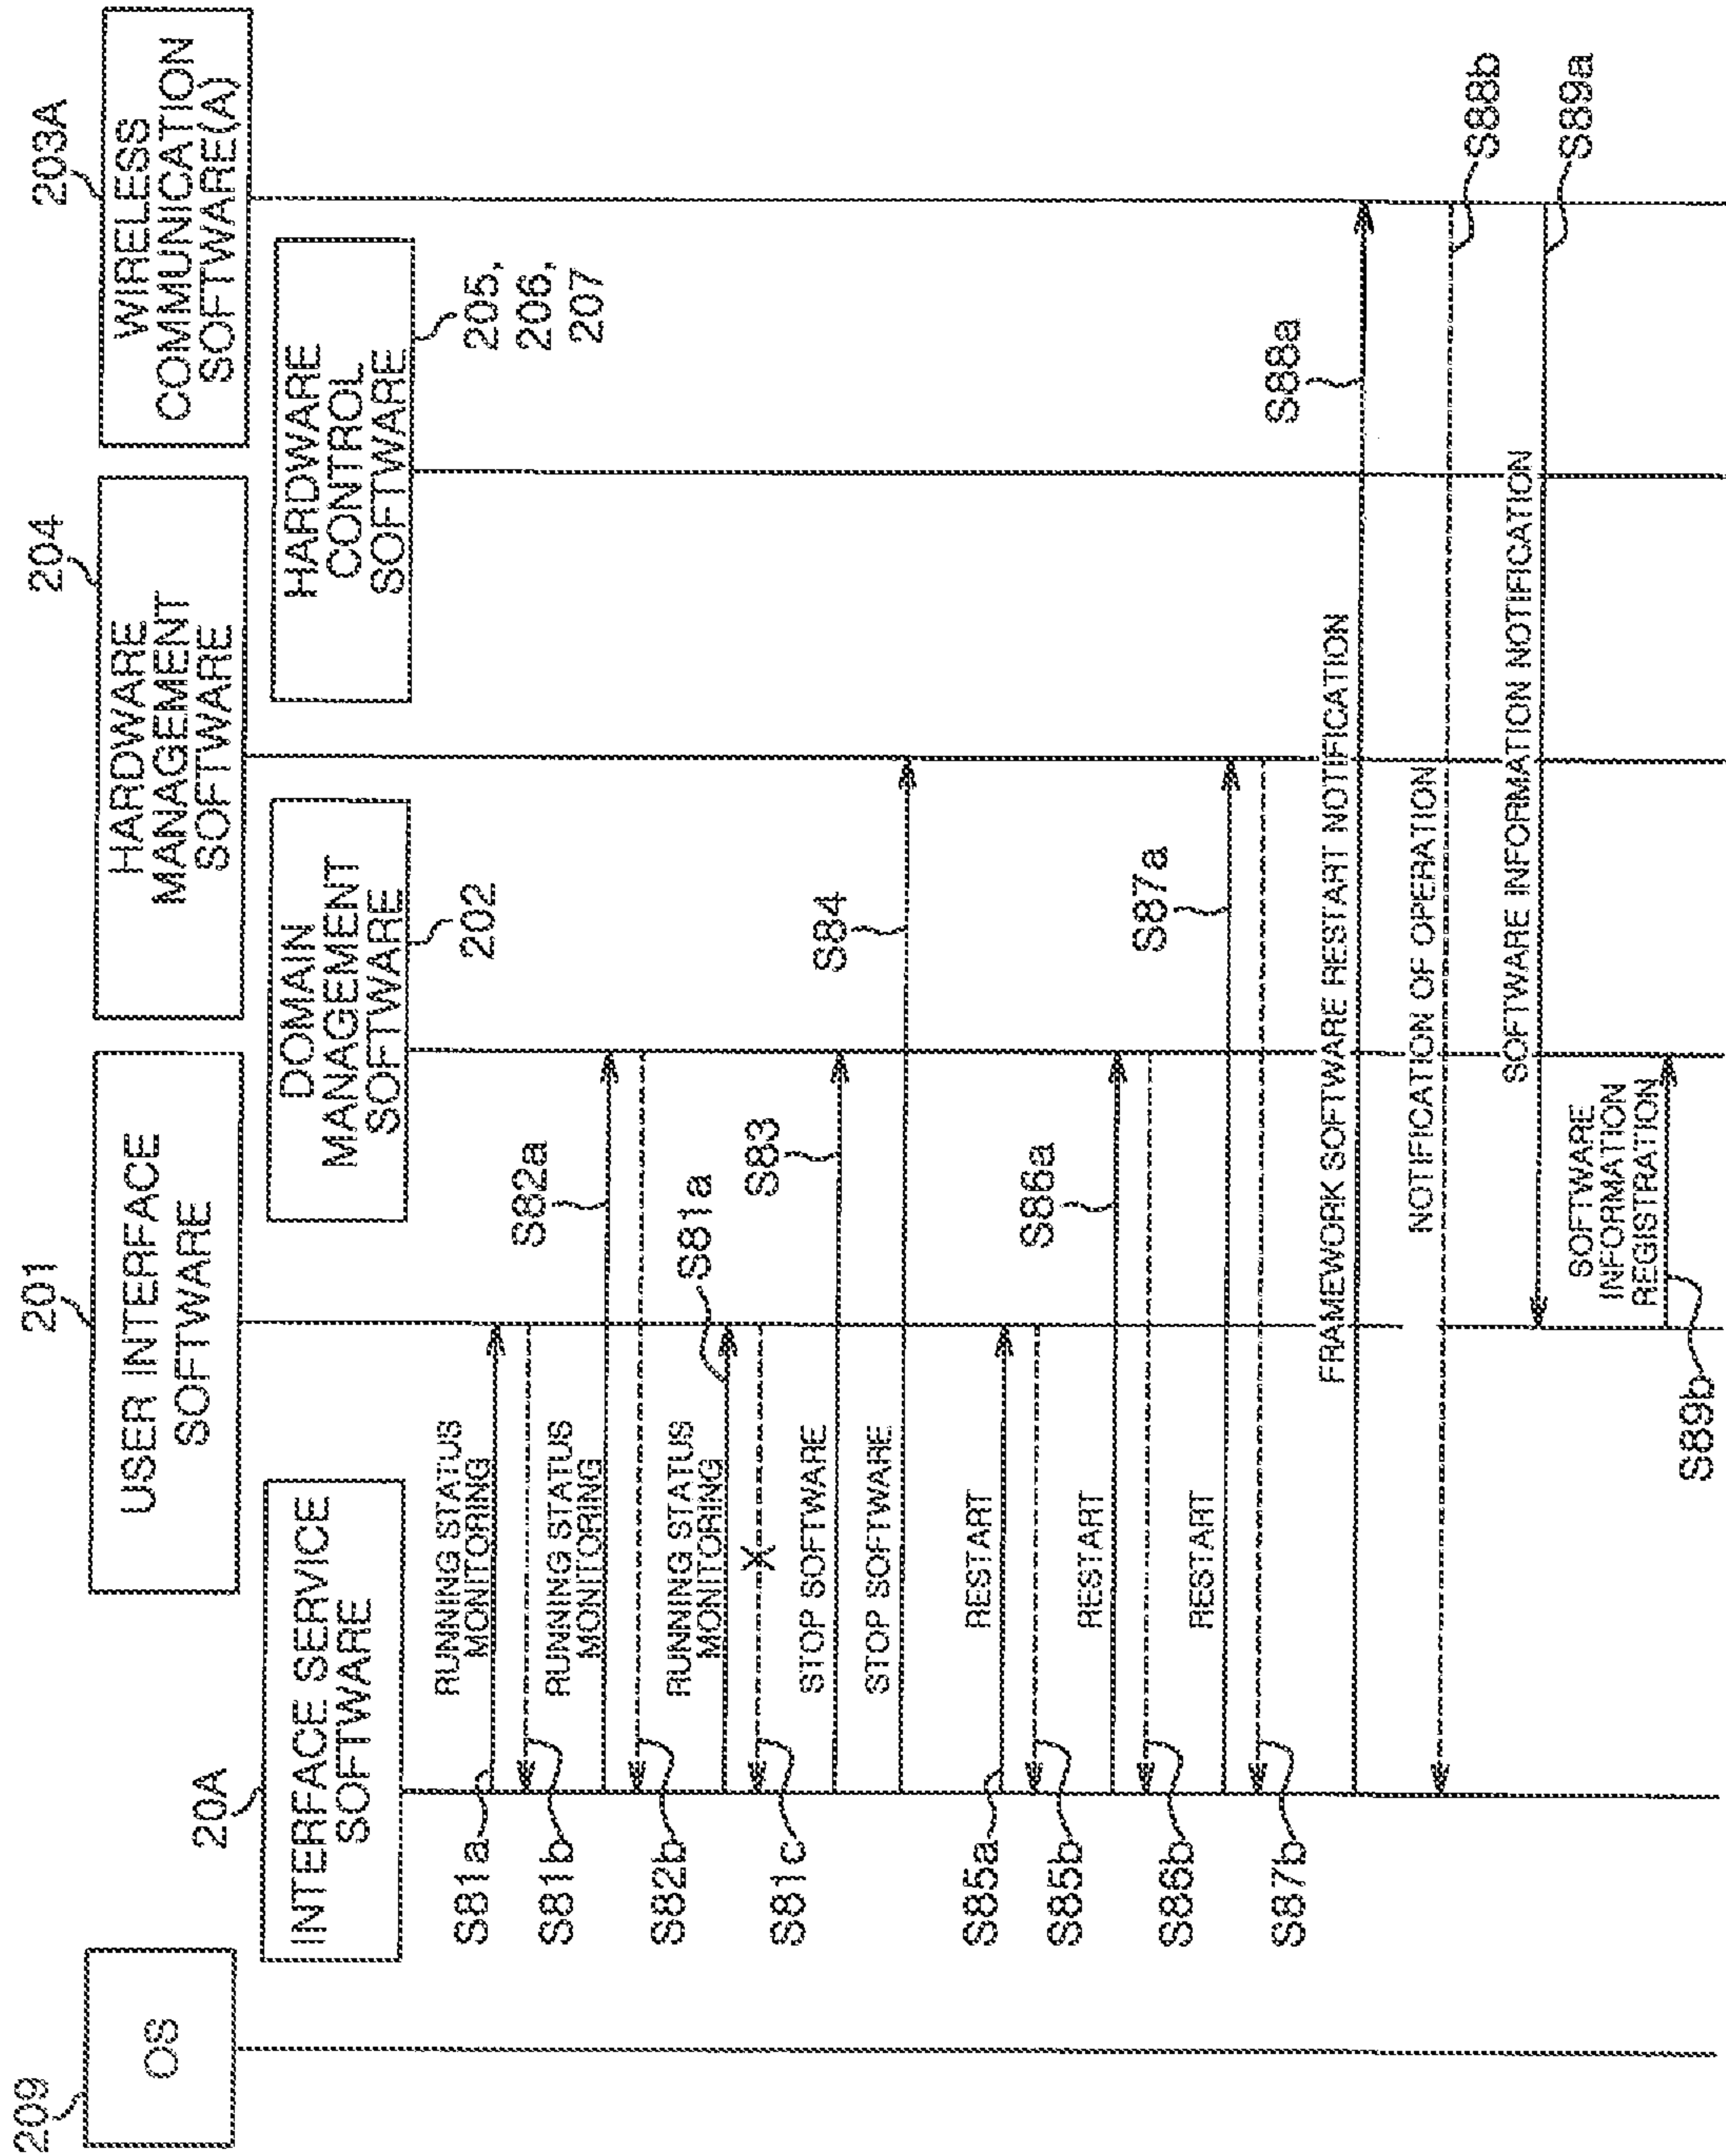 209
OS
20A
INTERFACE SERVICE
SOFTWARE
201
USER INTERFACE
SOFTWARE
DOMAIN
MANAGEMENT
SOFTWARE
202
204
HARDWARE
MANAGEMENT
SOFTWARE
HARDWARE
CONTROL
SOFTWARE
205,
206,
207
203A
WIRELESS
COMMUNICATION
SOFTWARE(A)
S81a
RUNNING STATUS
MONITORING
S81b
RUNNING STATUS
MONITORING
S82a
S82b
RUNNING STATUS
MONITORING
S81a
S81c
X
STOP SOFTWARE
S83
STOP SOFTWARE
S84
S85a
RESTART
S85b
RESTART
S86a
S86b
RESTART
S87a
S87b
FRAMEWORK SOFTWARE RESTART NOTIFICATION
S88a
NOTIFICATION OF OPERATION
S88b
SOFTWARE INFORMATION NOTIFICATION
S89a
SOFTWARE
INFORMATION
REGISTRATION
S89b